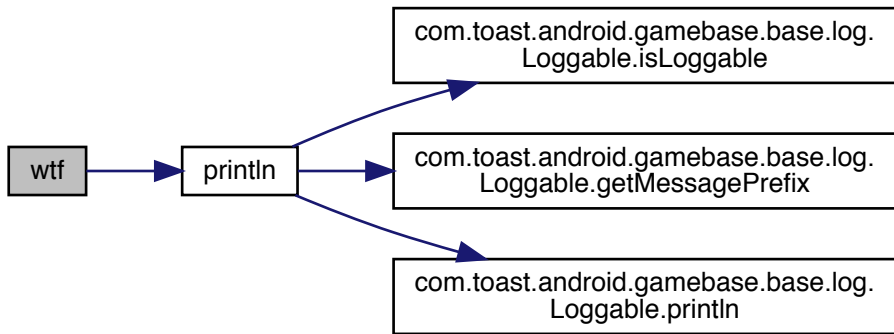 wtf
println
com.toast.android.gamebase.base.log.
Loggable.isLoggable
com.toast.android.gamebase.base.log.
Loggable.getMessagePrefix
com.toast.android.gamebase.base.log.
Loggable.println